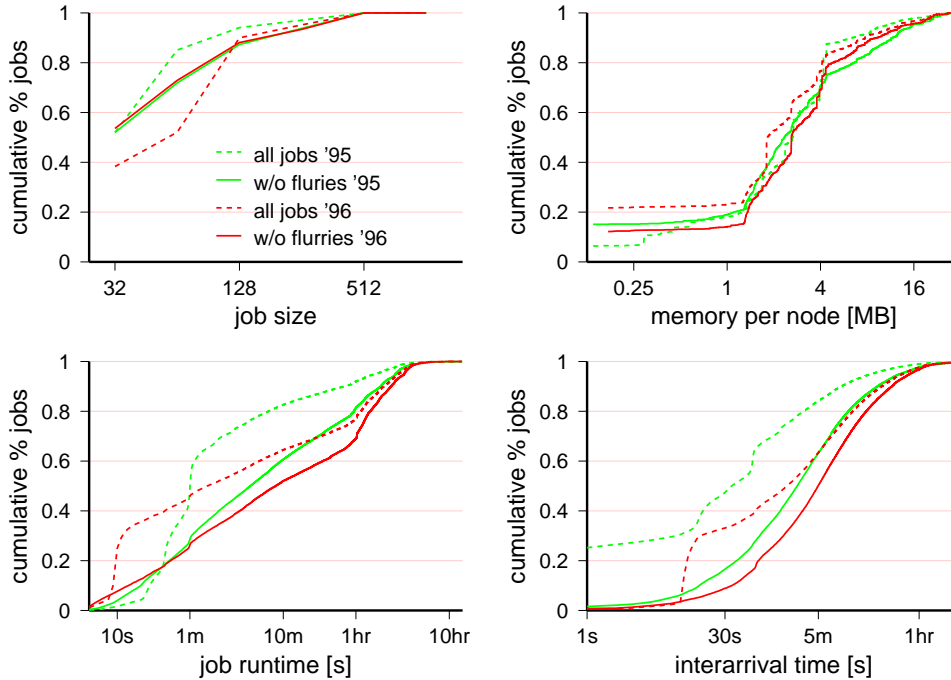 cumulative % jobs
1
0.8
0.6
0.4
0.2
0
all jobs '95
w/o fluries '95
all jobs '96
w/o flurries '96
32
128
512
job size
cumulative % jobs
1
0.8
0.6
0.4
0.2
0
0.25
1
4
16
memory per node [MB]
cumulative % jobs
1
0.8
0.6
0.4
0.2
0
10s
1m
10m
1hr
10hr
job runtime [s]
cumulative % jobs
1
0.8
0.6
0.4
0.2
0
1s
30s
5m
1hr
interarrival time [s]